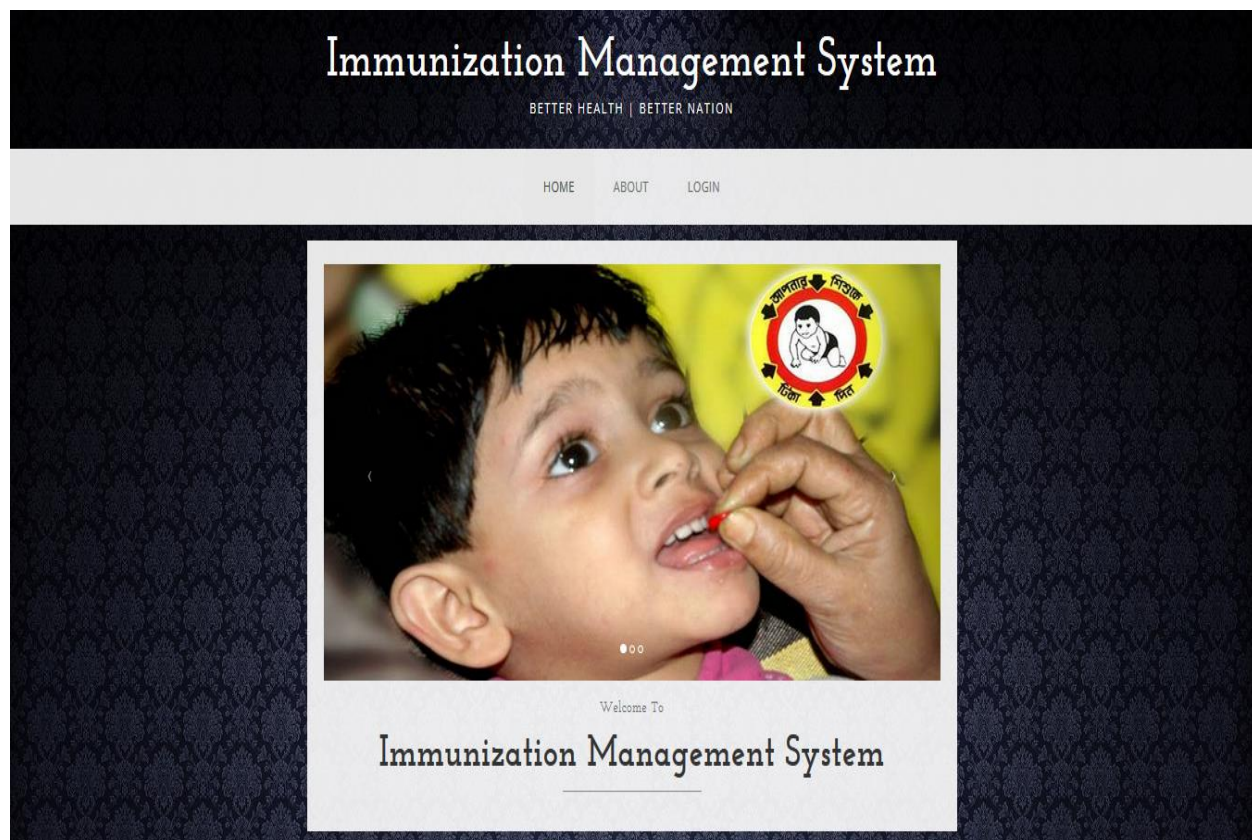 Immunization Management System
BETTER HEALTH | BETTER NATION
HOME ABOUT LOGIN
আপনার শিশুকে
টিকা দিন
Welcome To
Immunization Management System